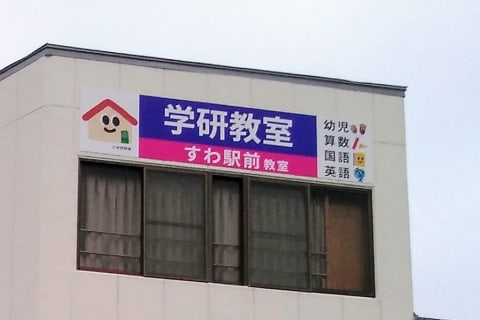 学研教室
すわ駅前教室
幼児
算数
国語
英語